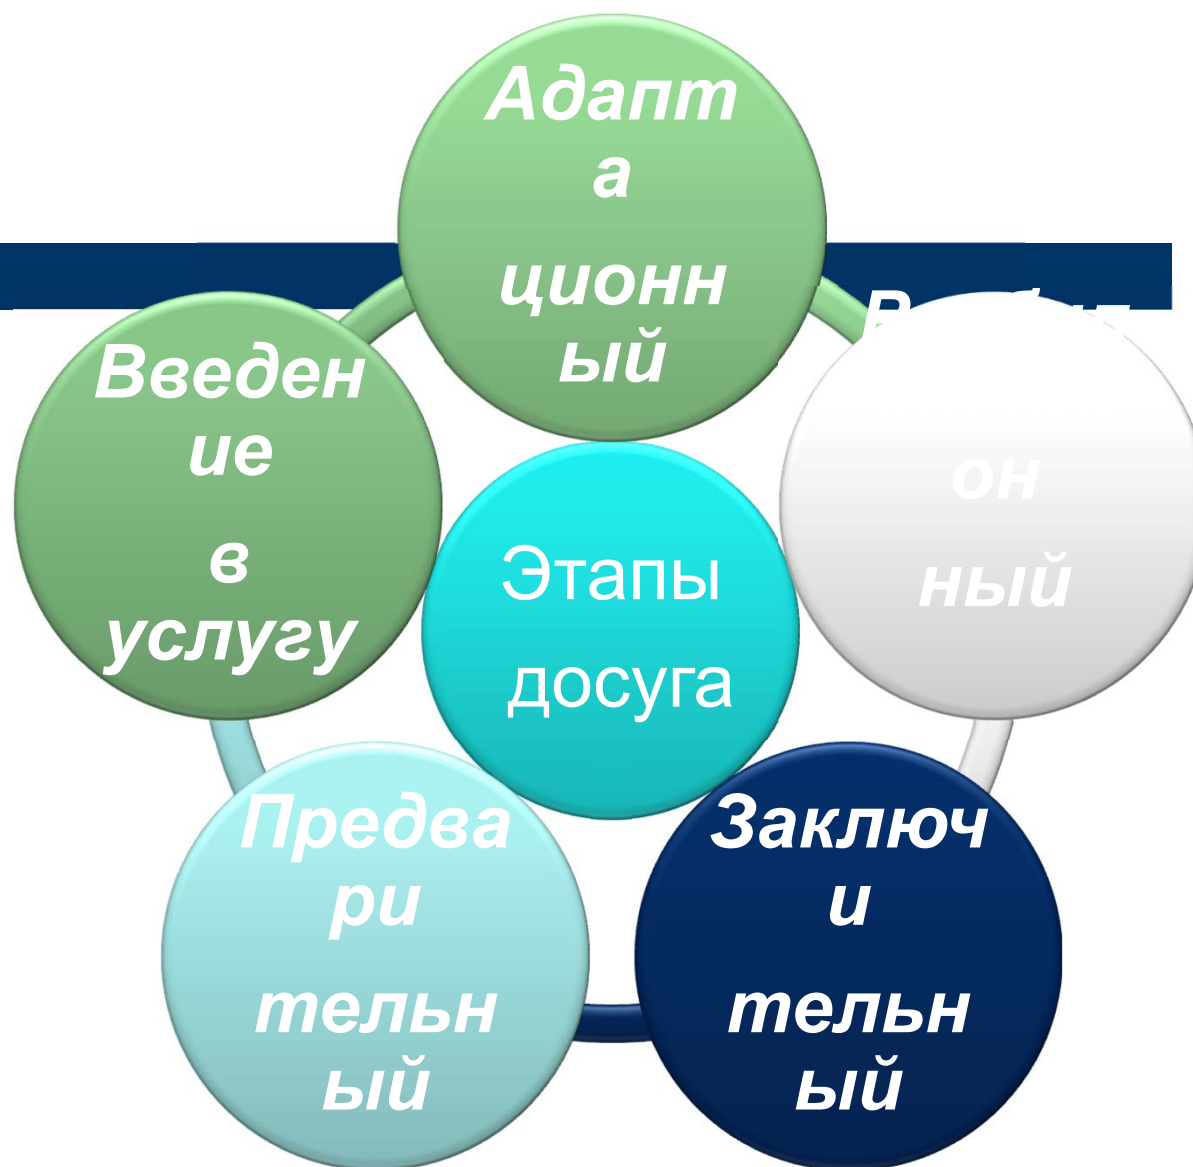 Адапт
а
ционн
ый
Введен
ие
в
услугу
он
ный
Этапы
досуга
Предва
ри
тельн
ый
Заключ
и
тельн
ый